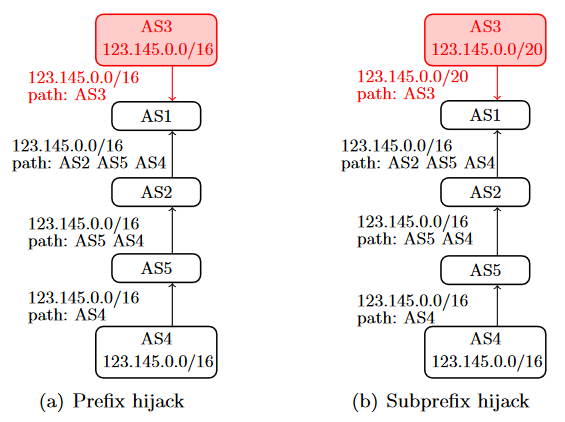 AS3
123.145.0.0/16
123.145.0.0/16
path: AS3
AS1
123.145.0.0/16
path: AS2 AS5 AS4
AS2
123.145.0.0/16
path: AS5 AS4
AS5
123.145.0.0/16
path: AS4
AS4
123.145.0.0/16
(a) Prefix hijack
AS3
123.145.0.0/20
123.145.0.0/20
path: AS3
AS1
123.145.0.0/16
path: AS2 AS5 AS4
AS2
123.145.0.0/16
path: AS5 AS4
AS5
123.145.0.0/16
path: AS4
AS4
123.145.0.0/16
(b) Subprefix hijack